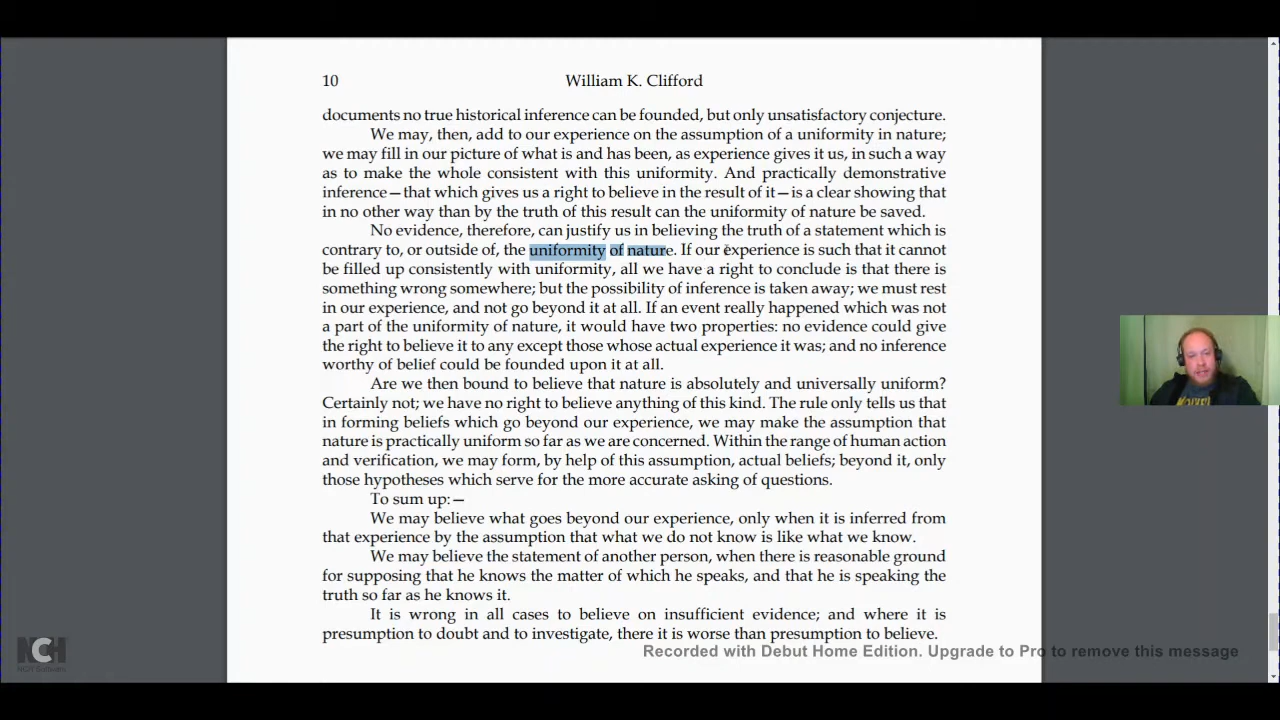 10 William K. Clifford
documents no true historical inference can be founded, but only unsatisfactory conjecture.
We may, then, add to our experience on the assumption of a uniformity in nature;
we may fill in our picture of what is and has been, as experience gives it us, in such a way
as to make the whole consistent with this uniformity. And practically demonstrative
inference—that which gives us a right to believe in the result of it—is a clear showing that
in no other way than by the truth of this result can the uniformity of nature be saved.
No evidence, therefore, can justify us in believing the truth of a statement which is
contrary to, or outside of, the uniformity of nature. If our experience is such that it cannot
be filled up consistently with uniformity, all we have a right to conclude is that there is
something wrong somewhere; but the possibility of inference is taken away; we must rest
in our experience, and not go beyond it at all. If an event really happened which was not
a part of the uniformity of nature, it would have two properties: no evidence could give
the right to believe it to any except those whose actual experience it was; and no inference
worthy of belief could be founded upon it at all.
Are we then bound to believe that nature is absolutely and universally uniform?
Certainly not; we have no right to believe anything of this kind. The rule only tells us that
in forming beliefs which go beyond our experience, we may make the assumption that
nature is practically uniform so far as we are concerned. Within the range of human action
and verification, we may form, by help of this assumption, actual beliefs; beyond it, only
those hypotheses which serve for the more accurate asking of questions.
To sum up:—
We may believe what goes beyond our experience, only when it is inferred from
that experience by the assumption that what we do not know is like what we know.
We may believe the statement of another person, when there is reasonable ground
for supposing that he knows the matter of which he speaks, and that he is speaking the
truth so far as he knows it.
It is wrong in all cases to believe on insufficient evidence; and where it is
presumption to doubt and to investigate, there it is worse than presumption to believe.
NCH
Recorded with Debut Home Edition. Upgrade to Pro to remove this message